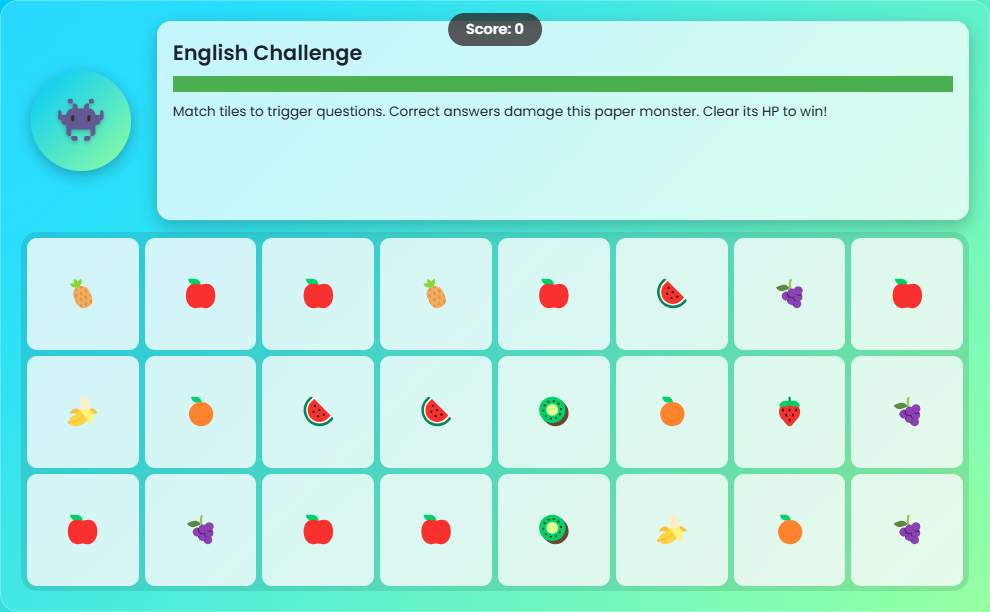 Score: 0
English Challenge
Match tiles to trigger questions. Correct answers damage this paper monster. Clear its HP to win!